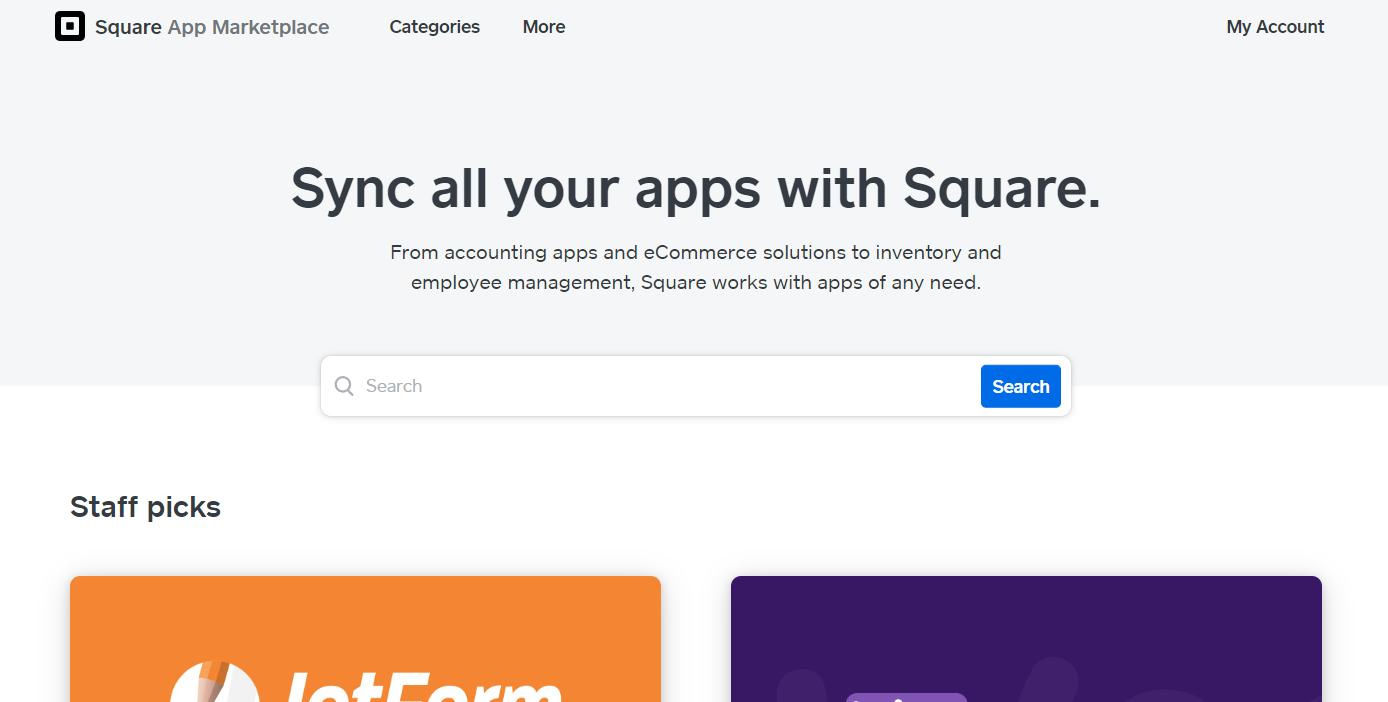 Square App Marketplace
Categories
More
My Account
Sync all your apps with Square.
From accounting apps and eCommerce solutions to inventory and
employee management, Square works with apps of any need.
Search
Search
Staff picks
JotForm